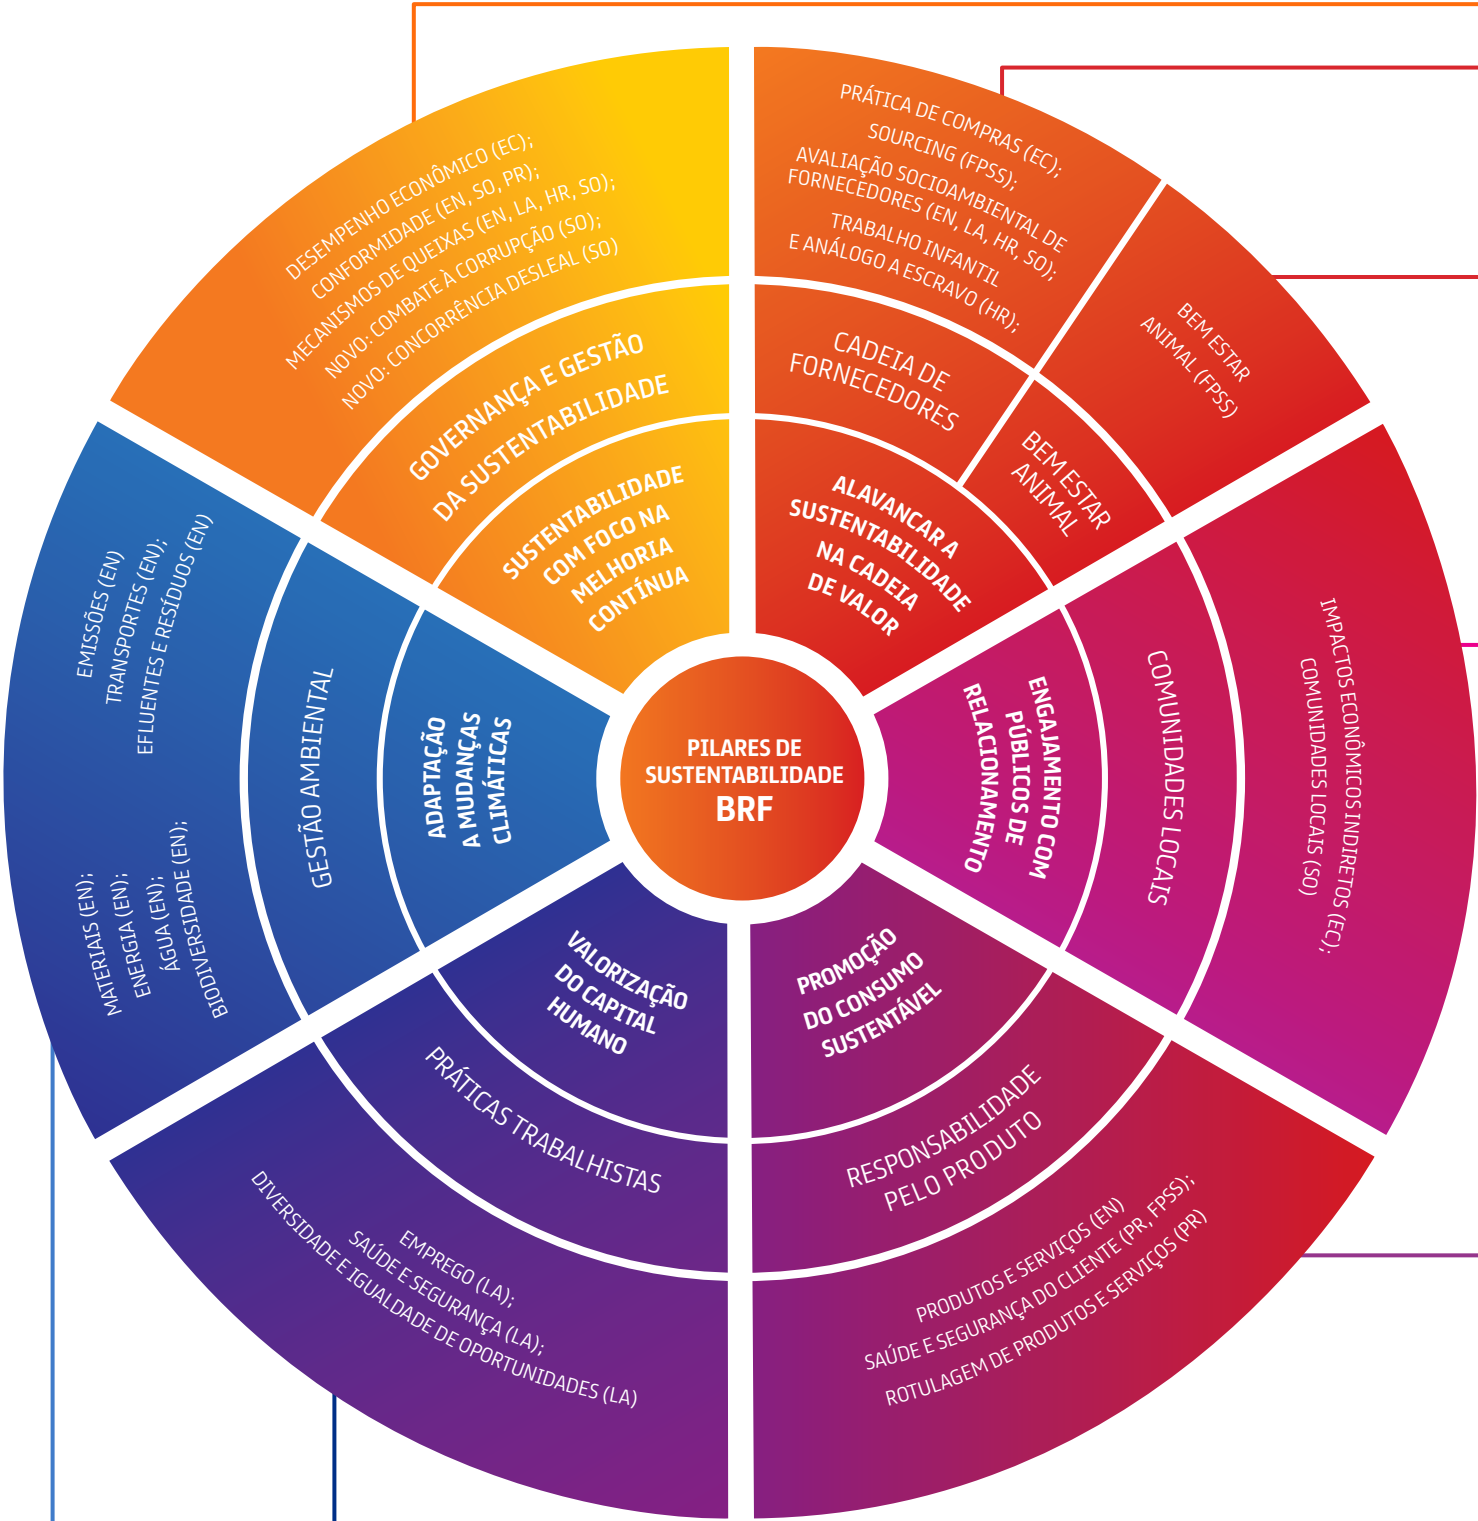 PILARES DE
SUSTENTABILIDADE
BRF
DESEMPENHO ECONÔMICO (EC);
CONFORMIDADE (EN, SO, PR);
MECANISMOS DE QUEIXAS (EN, LA, HR, SO);
NOVO: COMBATE À CORRUPÇÃO (SO);
NOVO: CONCORRÊNCIA DESLEAL (SO)
GOVERNANÇA E GESTÃO
DA SUSTENTABILIDADE
SUSTENTABILIDADE
COM FOCO NA
MELHORIA
CONTÍNUA
PRÁTICA DE COMPRAS (EC);
SOURCING (FPSS);
AVALIAÇÃO SOCIOAMBIENTAL DE
FORNECEDORES (EN, LA, HR, SO);
TRABALHO INFANTIL
E ANÁLOGO A ESCRAVO (HR);
CADEIA DE
FORNECEDORES
BEM ESTAR
ANIMAL (FPSS)
BEM ESTAR
ANIMAL
ALAVANCAR A
SUSTENTABILIDADE
NA CADEIA
DE VALOR
IMPACTOS ECONÔMICOS INDIRETOS (EC);
COMUNIDADES LOCAIS (SO)
COMUNIDADES LOCAIS
ENGAJAMENTO COM
PÚBLICOS DE
RELACIONAMENTO
PROMOÇÃO
DO CONSUMO
SUSTENTÁVEL
RESPONSABILIDADE
PELO PRODUTO
PRODUTOS E SERVIÇOS (EN)
SAÚDE E SEGURANÇA DO CLIENTE (PR, FPSS);
ROTULAGEM DE PRODUTOS E SERVIÇOS (PR)
VALORIZAÇÃO
DO CAPITAL
HUMANO
PRÁTICAS TRABALHISTAS
EMPREGO (LA);
SAÚDE E SEGURANÇA (LA);
DIVERSIDADE E IGUALDADE DE OPORTUNIDADES (LA)
EMISSÕES (EN)
TRANSPORTES (EN);
EFLUENTES E RESÍDUOS (EN)
MATERIAIS (EN);
ENERGIA (EN);
ÁGUA (EN);
BIODIVERSIDADE (EN);
GESTÃO AMBIENTAL
ADAPTAÇÃO
A MUDANÇAS
CLIMÁTICAS